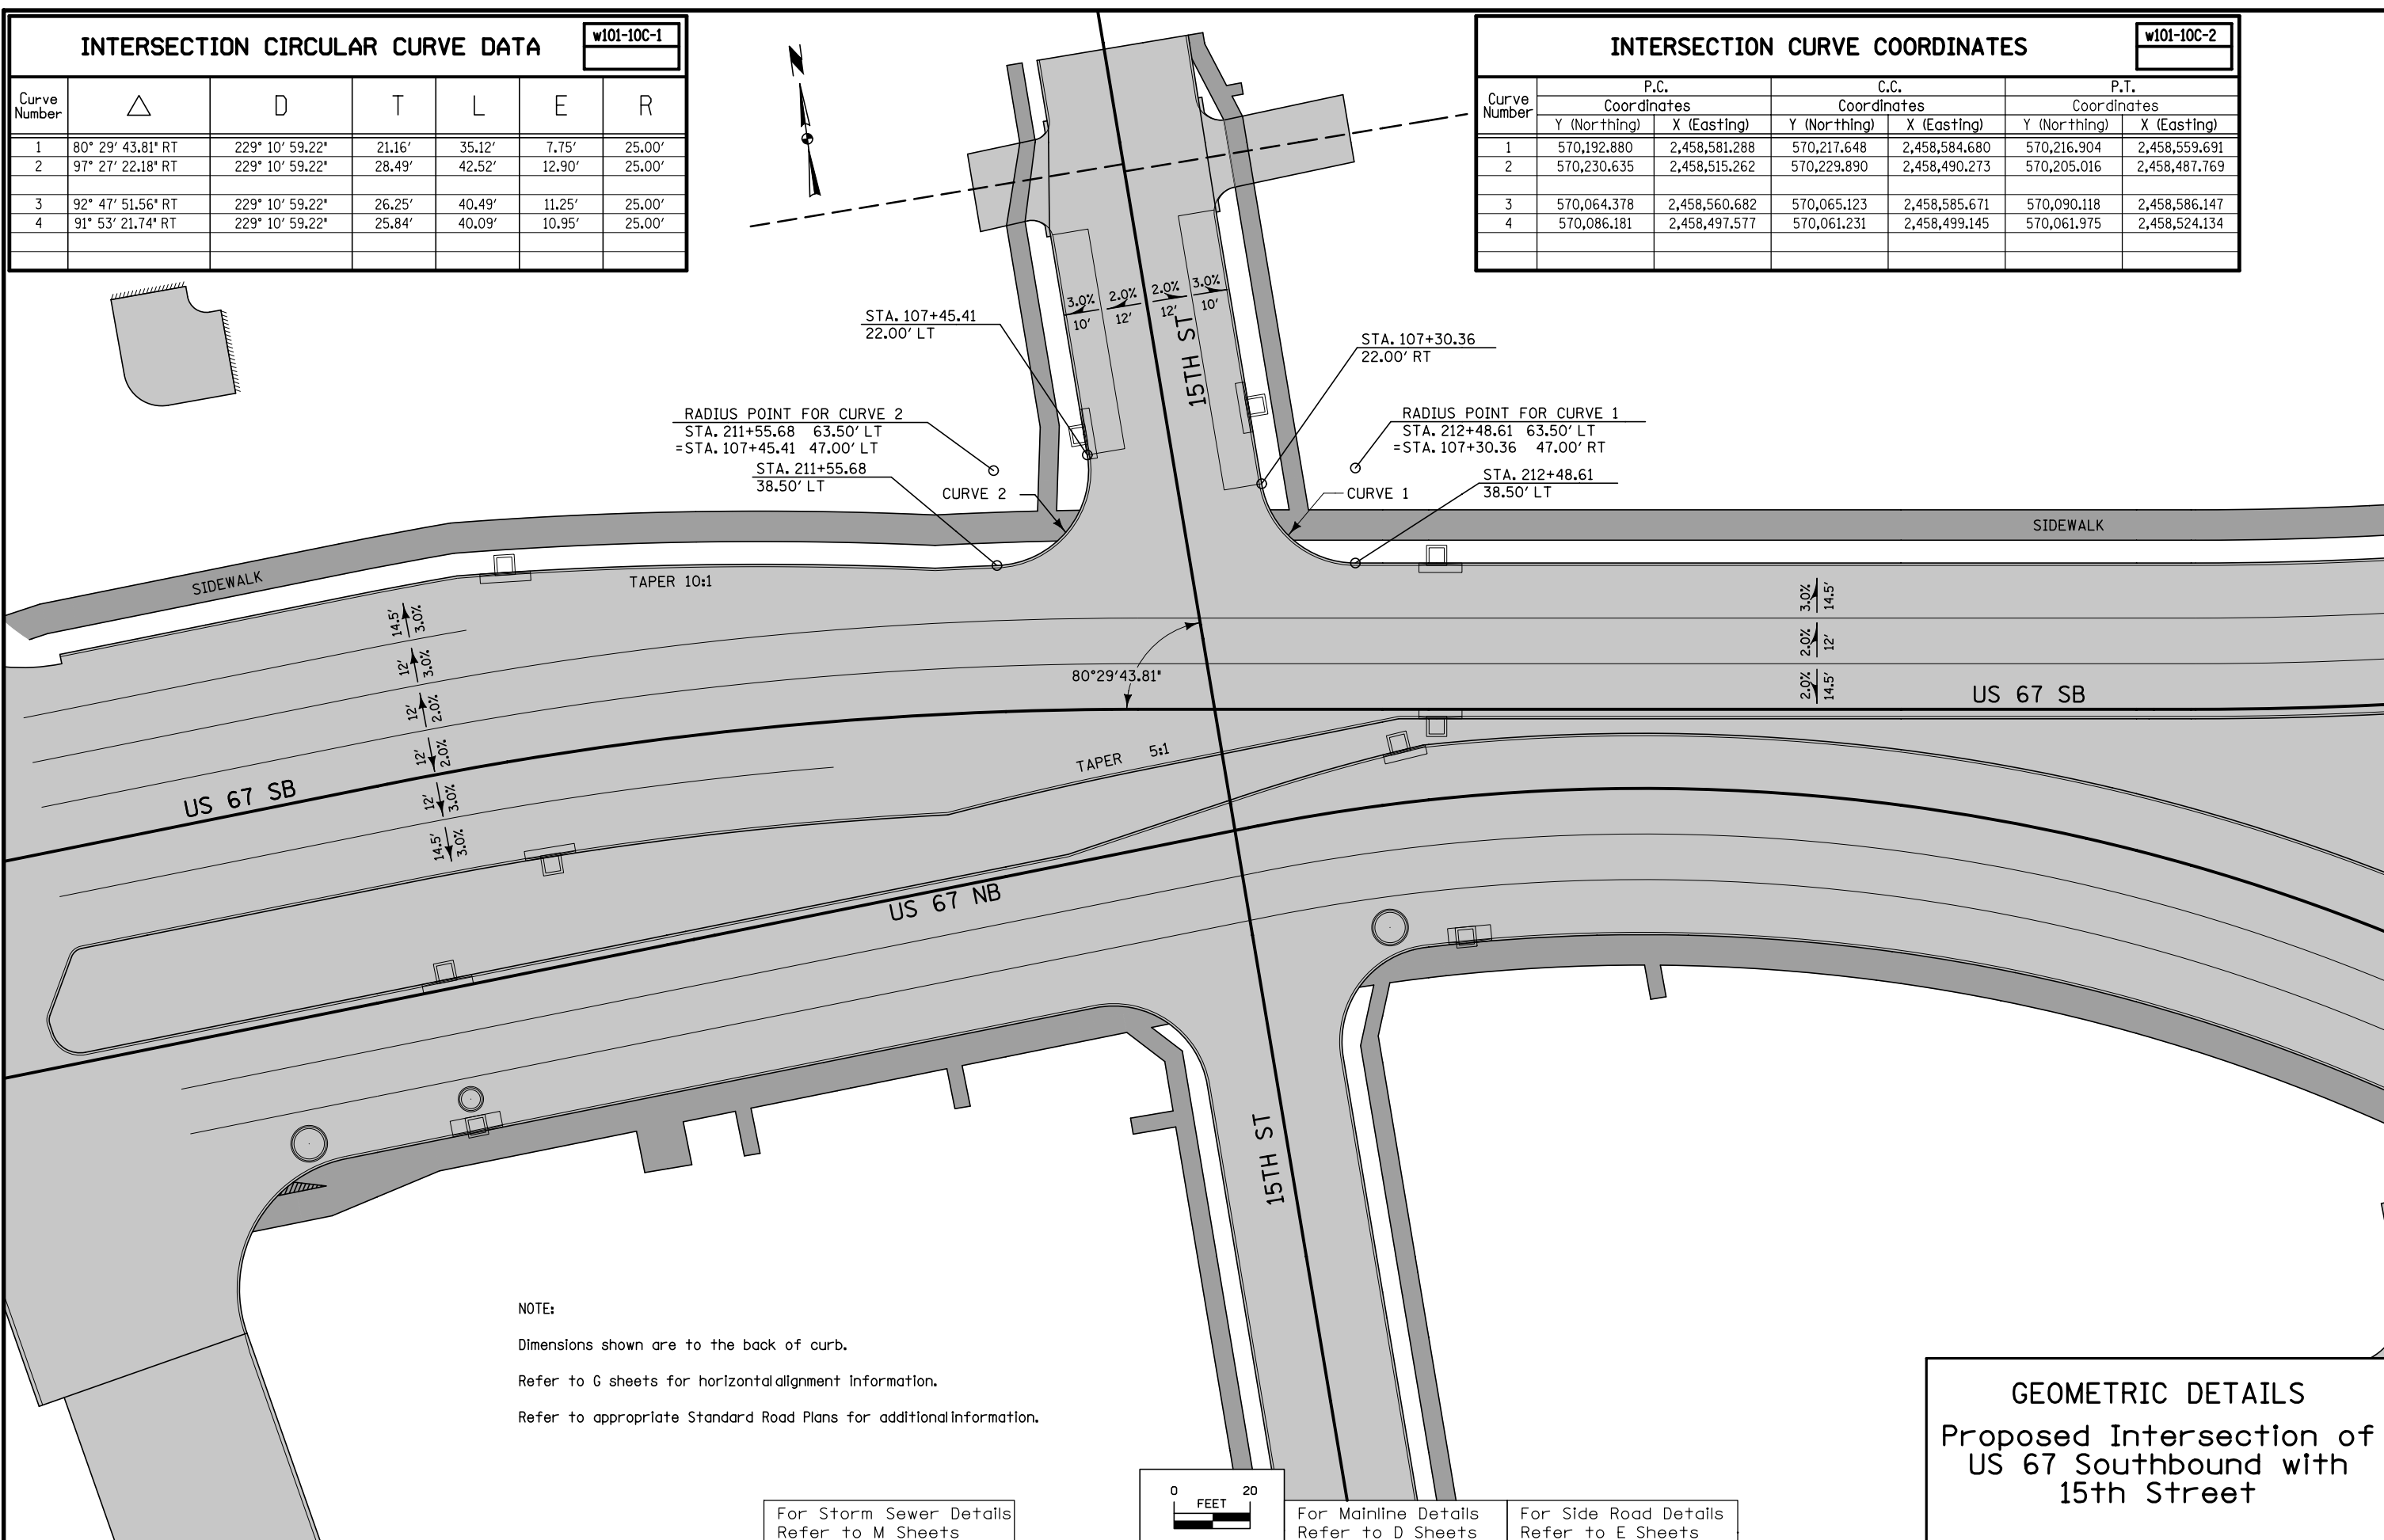 INTERSECTION CIRCULAR CURVE DATA
w101-10C-1
Curve Number △ D T L E R
1 80° 29' 43.81" RT 229° 10' 59.22" 21.16' 35.12' 7.75' 25.00'
2 97° 27' 22.18" RT 229° 10' 59.22" 28.49' 42.52' 12.90' 25.00'
3 92° 47' 51.56" RT 229° 10' 59.22" 26.25' 40.49' 11.25' 25.00'
4 91° 53' 21.74" RT 229° 10' 59.22" 25.84' 40.09' 10.95' 25.00'
INTERSECTION CURVE COORDINATES
w101-10C-2
Curve Number
P.C. C.C. P.T.
Coordinates Coordinates Coordinates
Y (Northing) X (Easting) Y (Northing) X (Easting) Y (Northing) X (Easting)
1 570,192.880 2,458,581.288 570,217.648 2,458,584.680 570,216.904 2,458,559.691
2 570,230.635 2,458,515.262 570,229.890 2,458,490.273 570,205.016 2,458,487.769
3 570,064.378 2,458,560.682 570,065.123 2,458,585.671 570,090.118 2,458,586.147
4 570,086.181 2,458,497.577 570,061.231 2,458,499.145 570,061.975 2,458,524.134
N
3.0% 2.0% 2.0% 3.0%
10' 12' 12' 10'
15TH ST
STA. 107+45.41
22.00' LT
STA. 107+30.36
22.00' RT
RADIUS POINT FOR CURVE 2
STA. 211+55.68 63.50' LT
=STA. 107+45.41 47.00' LT
STA. 211+55.68
38.50' LT
CURVE 2
RADIUS POINT FOR CURVE 1
STA. 212+48.61 63.50' LT
=STA. 107+30.36 47.00' RT
STA. 212+48.61
38.50' LT
CURVE 1
SIDEWALK
SIDEWALK
TAPER 10:1
14.5' 3.0%
12' 3.0%
12' 2.0%
12' 2.0%
12' 3.0%
14.5' 3.0%
3.0% 14.5'
2.0% 12'
2.0% 14.5'
80°29'43.81"
US 67 SB
US 67 SB
TAPER 5:1
US 67 NB
15TH ST
NOTE:
Dimensions shown are to the back of curb.
Refer to G sheets for horizontal alignment information.
Refer to appropriate Standard Road Plans for additional information.
GEOMETRIC DETAILS
Proposed Intersection of
US 67 Southbound with
15th Street
0 20
FEET
For Storm Sewer Details
Refer to M Sheets
For Mainline Details
Refer to D Sheets
For Side Road Details
Refer to E Sheets